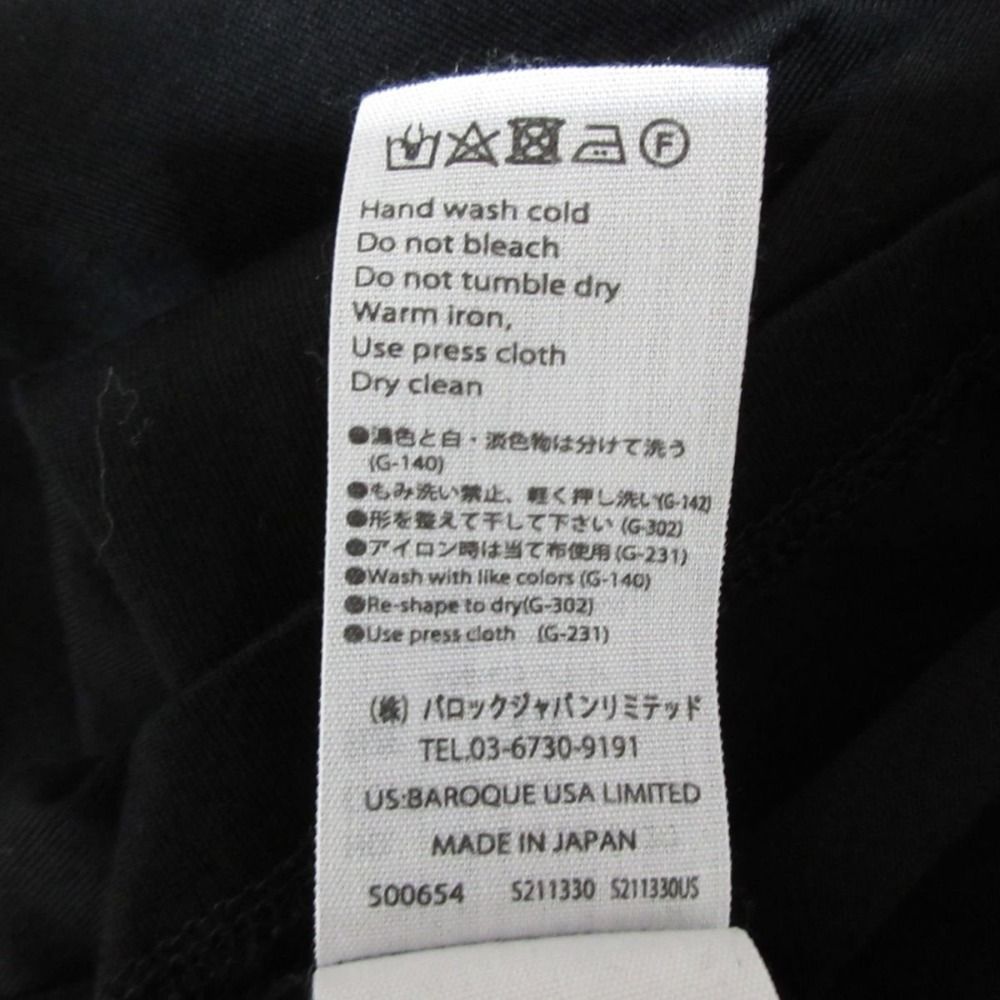 F
Hand wash cold
Do not bleach
Do not tumble dry
Warm iron,
Use press cloth
Dry clean
●濃色と白・淡色物は分けて洗う
(G-140)
●もみ洗い禁止、軽く押し洗い(G-142)
●形を整えて干して下さい (G-302)
●アイロン時は当て布使用 (G-231)
●Wash with like colors (G-140)
●Re-shape to dry(G-302)
●Use press cloth (G-231)
(株) バロックジャパンリミテッド
TEL.03-6730-9191
US:BAROQUE USA LIMITED
MADE IN JAPAN
S00654 S211330 S211330US